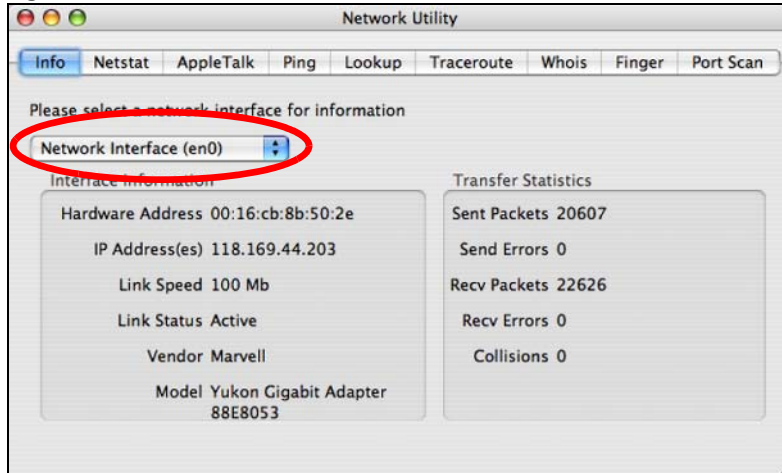 Network Utility
Info Netstat AppleTalk Ping Lookup Traceroute Whois Finger Port Scan
Please select a network interface for information
Network Interface (en0)
Interface Information
Hardware Address 00:16:cb:8b:50:2e
IP Address(es) 118.169.44.203
Link Speed 100 Mb
Link Status Active
Vendor Marvell
Model Yukon Gigabit Adapter
88E8053
Transfer Statistics
Sent Packets 20607
Send Errors 0
Recv Packets 22626
Recv Errors 0
Collisions 0